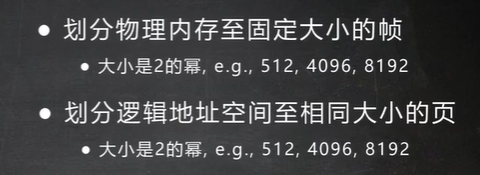 ● 划分物理内存至固定大小的帧
● 大小是2的幂, e.g., 512, 4096, 8192
● 划分逻辑地址空间至相同大小的页
● 大小是2的幂, e.g., 512, 4096, 8192